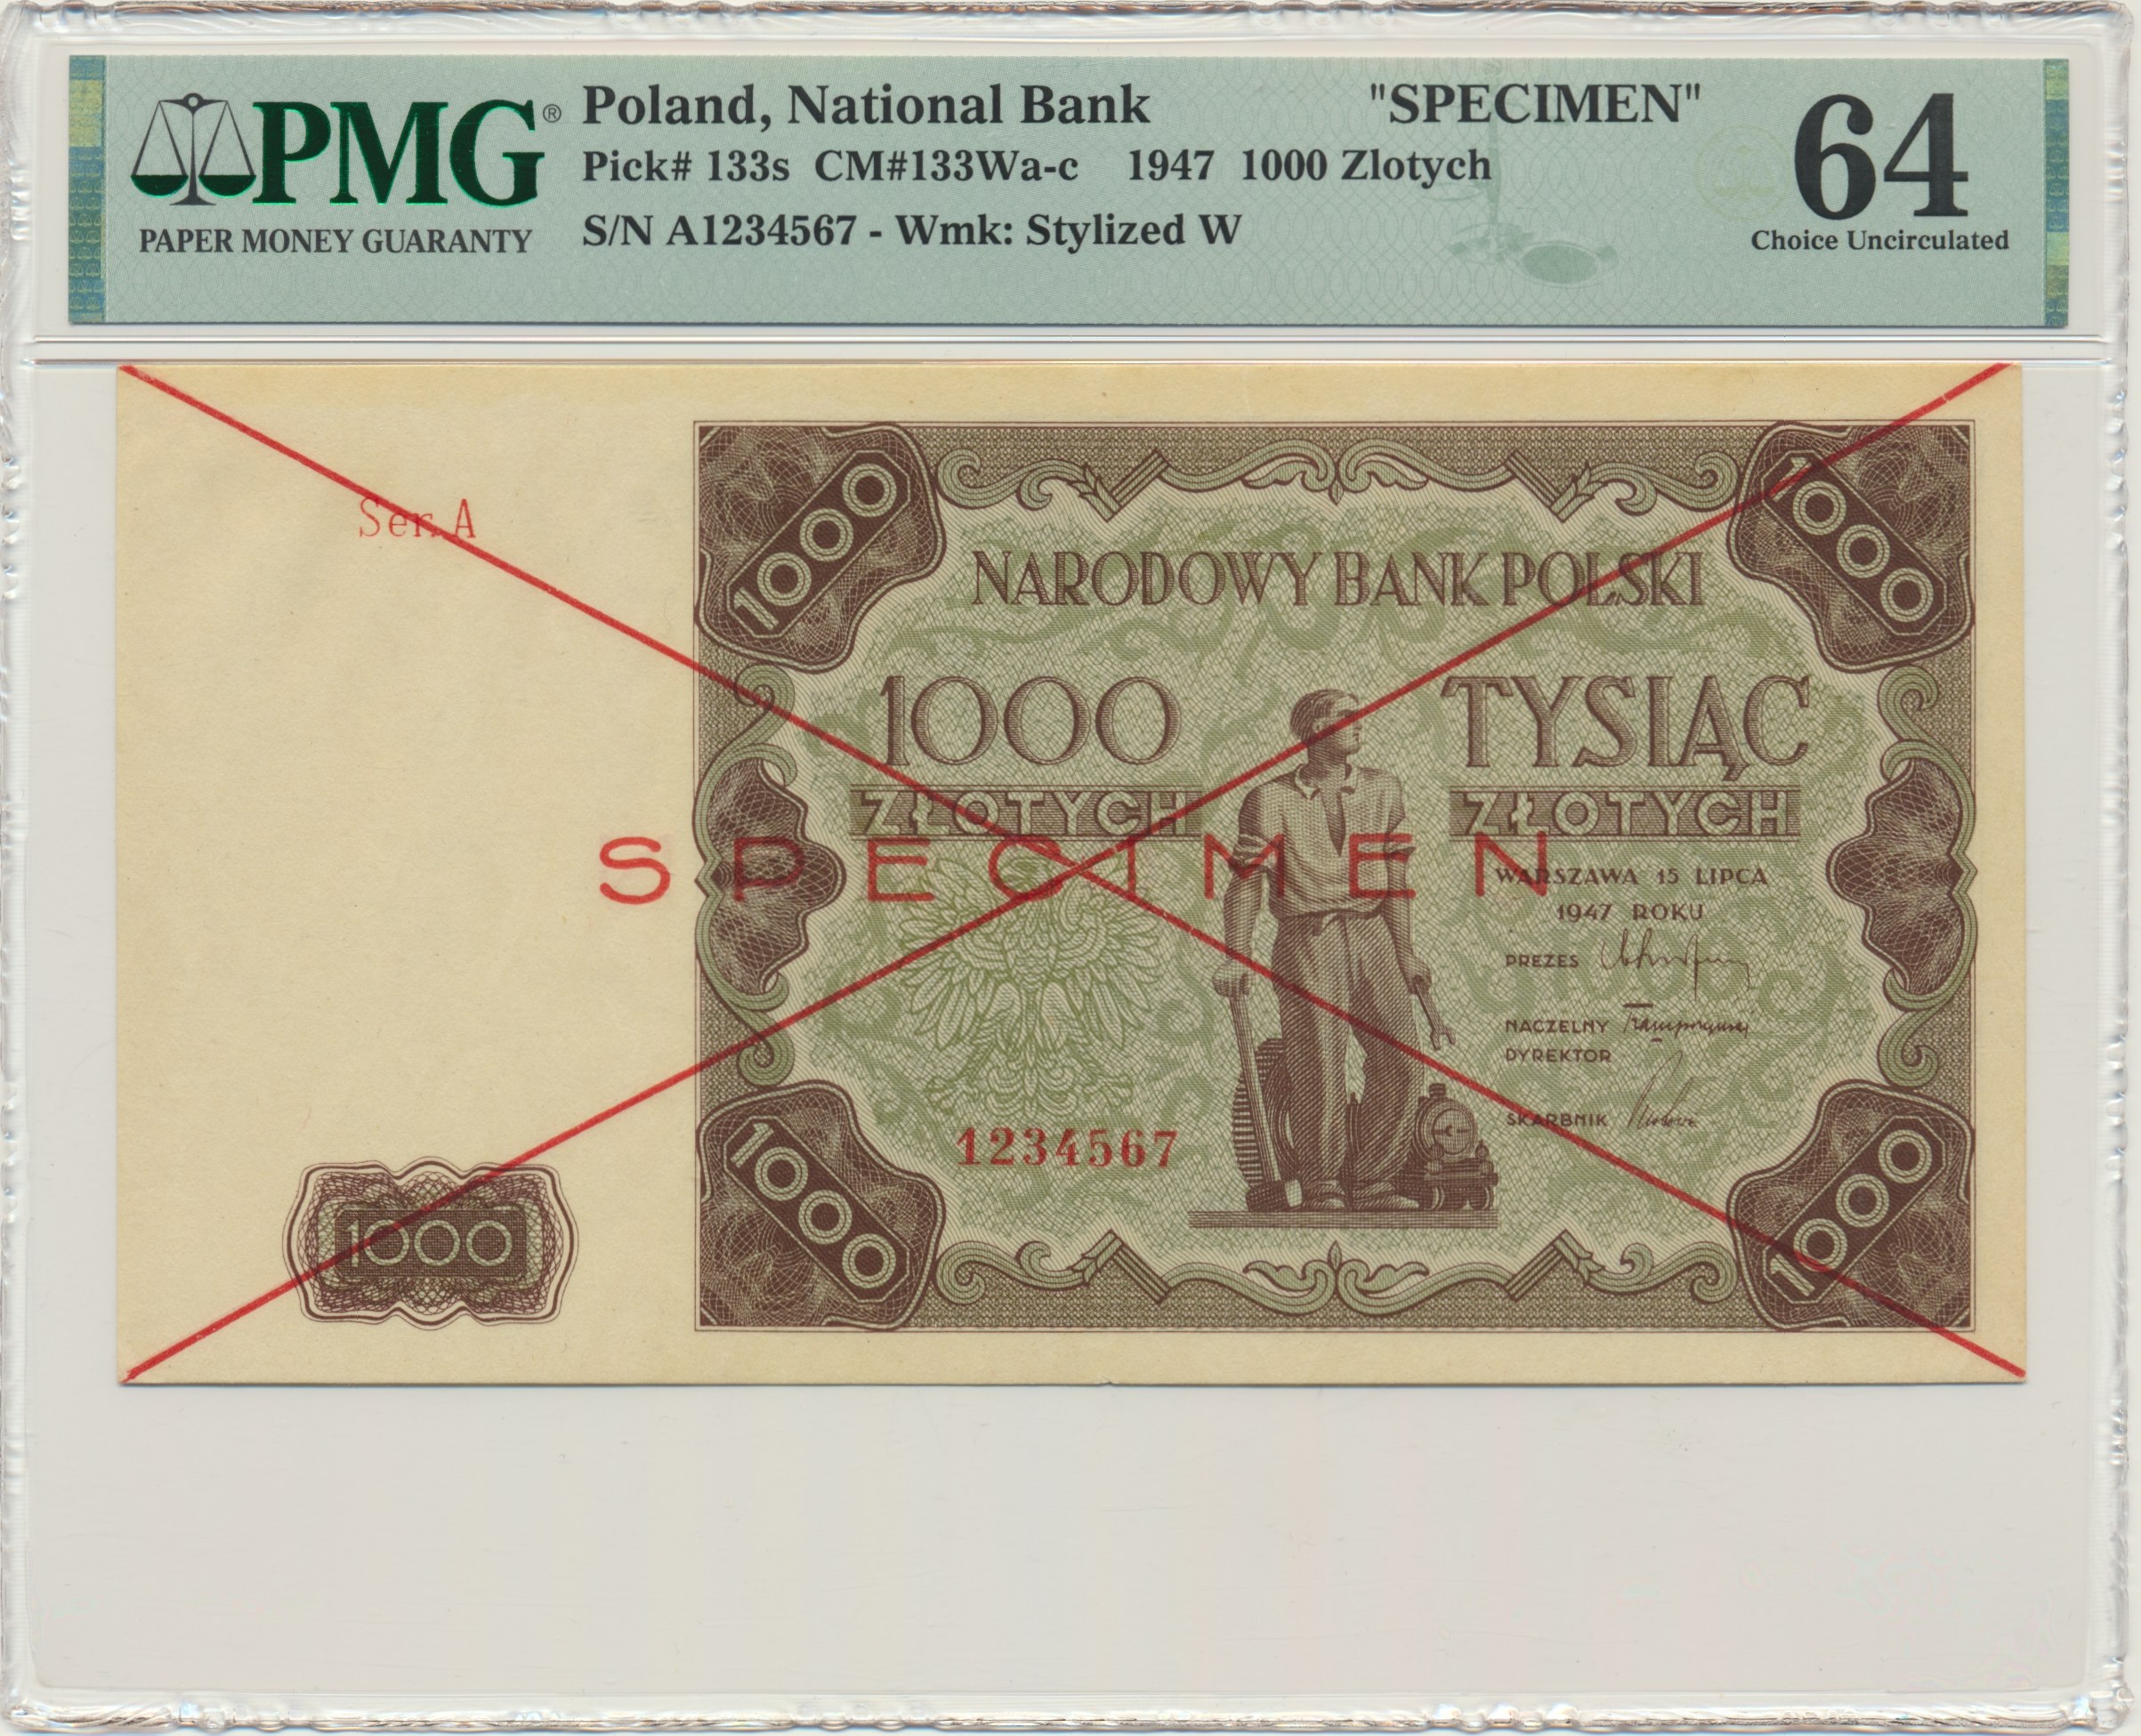 PMG®
PAPER MONEY GUARANTY
Poland, National Bank "SPECIMEN"
Pick# 133s CM#133Wa-c 1947 1000 Zlotych
S/N A1234567 - Wmk: Stylized W
64
Choice Uncirculated
Ser. A
1000
1000
NARODOWY BANK POLSKI
1000
TYSIĄC
ZŁOTYCH
ZŁOTYCH
SPECIMEN
WARSZAWA 15 LIPCA
1947 ROKU
PREZES
NACZELNY
DYREKTOR
SKARBNIK
1234567
1000
1000
1000